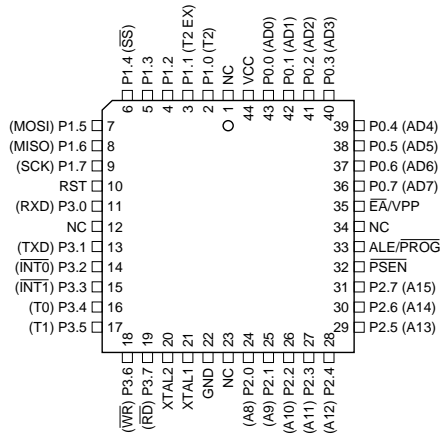 P1.4 (SS)
P1.3
P1.2
P1.1 (T2 EX)
P1.0 (T2)
NC
VCC
P0.0 (AD0)
P0.1 (AD1)
P0.2 (AD2)
P0.3 (AD3)
6 5 4 3 2 1 44 43 42 41 40
(MOSI) P1.5 7
(MISO) P1.6 8
(SCK) P1.7 9
RST 10
(RXD) P3.0 11
NC 12
(TXD) P3.1 13
(INT0) P3.2 14
(INT1) P3.3 15
(T0) P3.4 16
(T1) P3.5 17
39 P0.4 (AD4)
38 P0.5 (AD5)
37 P0.6 (AD6)
36 P0.7 (AD7)
35 EA/VPP
34 NC
33 ALE/PROG
32 PSEN
31 P2.7 (A15)
30 P2.6 (A14)
29 P2.5 (A13)
18 19 20 21 22 23 24 25 26 27 28
(WR) P3.6
(RD) P3.7
XTAL2
XTAL1
GND
NC
(A8) P2.0
(A9) P2.1
(A10) P2.2
(A11) P2.3
(A12) P2.4